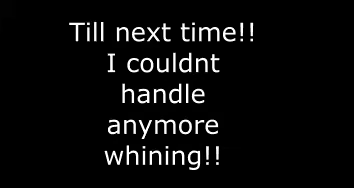 Till next time!!
I couldnt
handle
anymore
whining!!